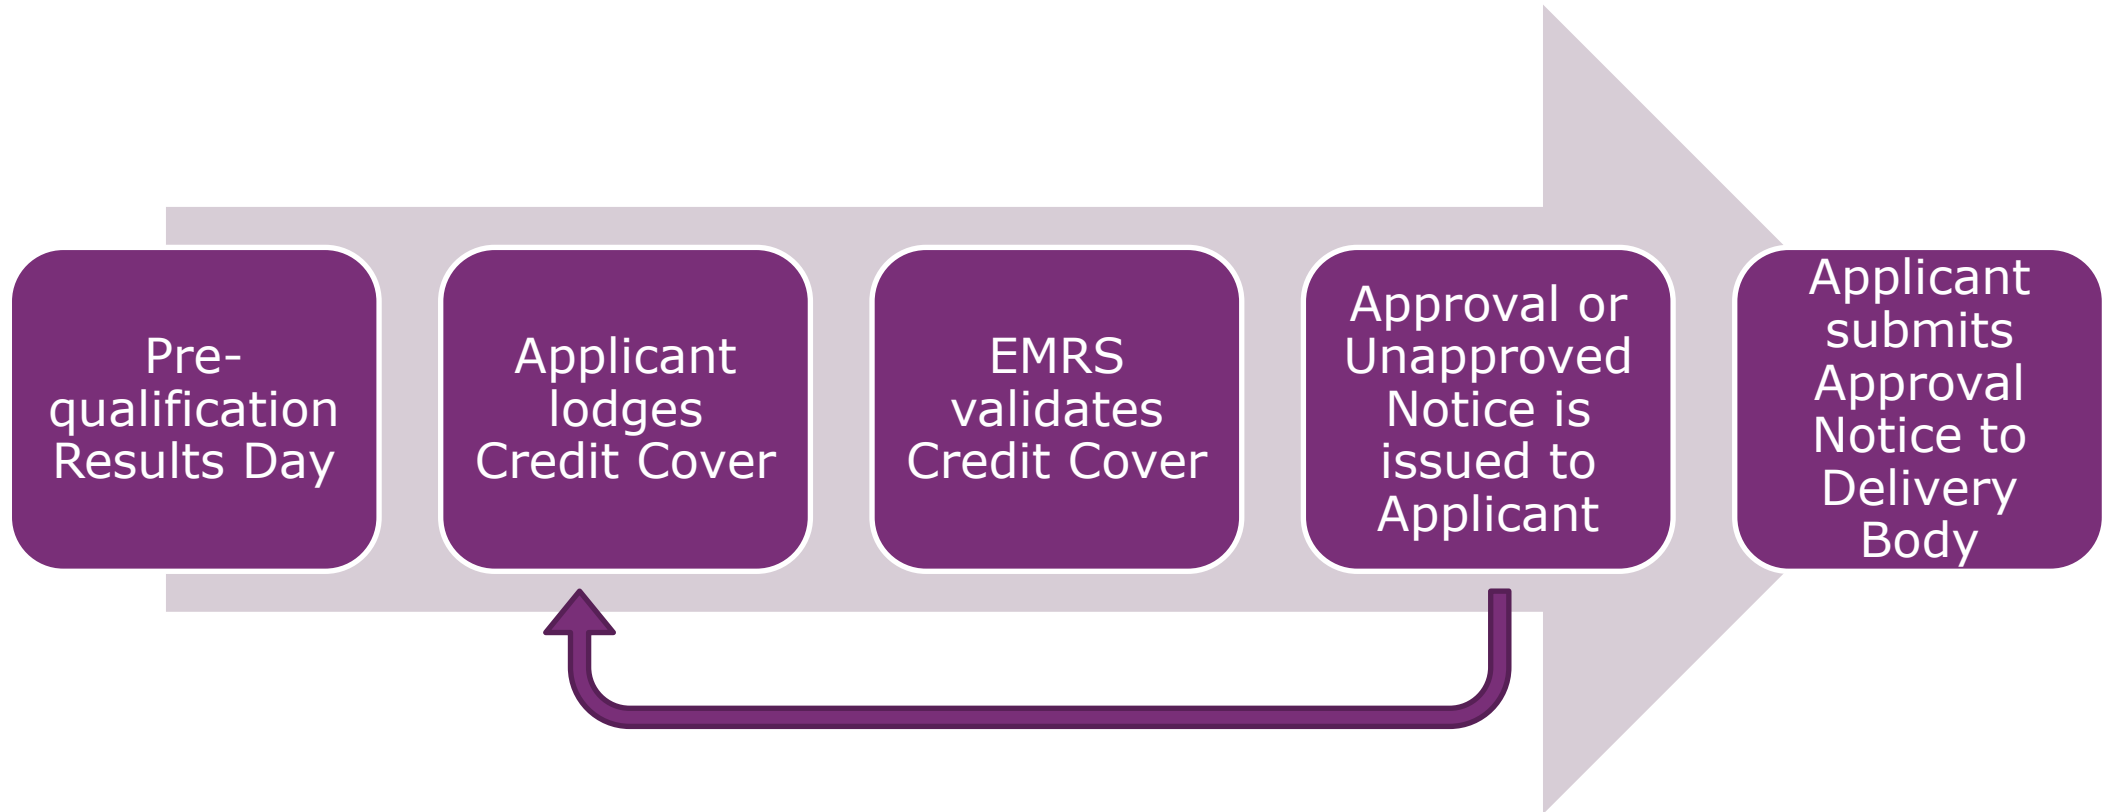 Pre-
qualification
Results Day
Applicant
lodges
Credit Cover
EMRS
validates
Credit Cover
Approval or
Unapproved
Notice is
issued to
Applicant
Applicant
submits
Approval
Notice to
Delivery
Body